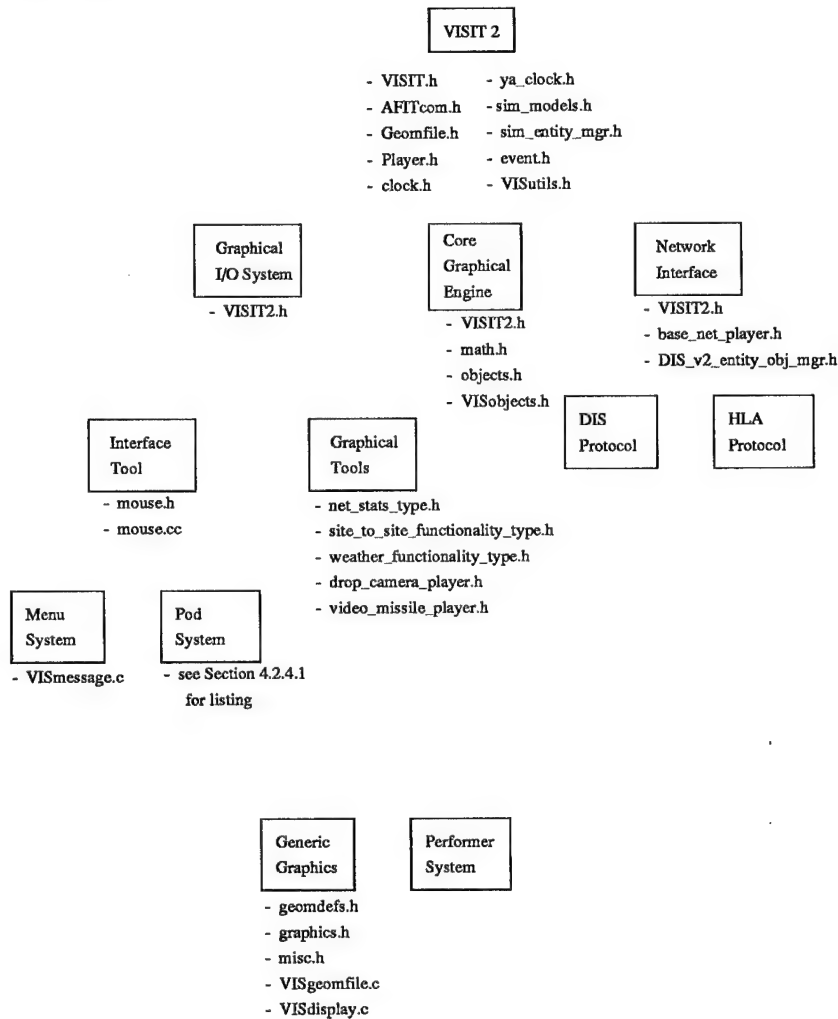 VISIT 2
- VISIT.h
- AFITcom.h
- Geomfile.h
- Player.h
- clock.h
- ya_clock.h
- sim_models.h
- sim_entity_mgr.h
- event.h
- VISutils.h
Graphical
I/O System
- VISIT2.h
Core
Graphical
Engine
- VISIT2.h
- math.h
- objects.h
- VISobjects.h
Network
Interface
- VISIT2.h
- base_net_player.h
- DIS_v2_entity_obj_mgr.h
Interface
Tool
- mouse.h
- mouse.cc
Graphical
Tools
- net_stats_type.h
- site_to_site_functionality_type.h
- weather_functionality_type.h
- drop_camera_player.h
- video_missile_player.h
DIS
Protocol
HLA
Protocol
Menu
System
- VISmessage.c
Pod
System
- see Section 4.2.4.1
for listing
Generic
Graphics
- geomdefs.h
- graphics.h
- misc.h
- VISgeomfile.c
- VISdisplay.c
Performer
System